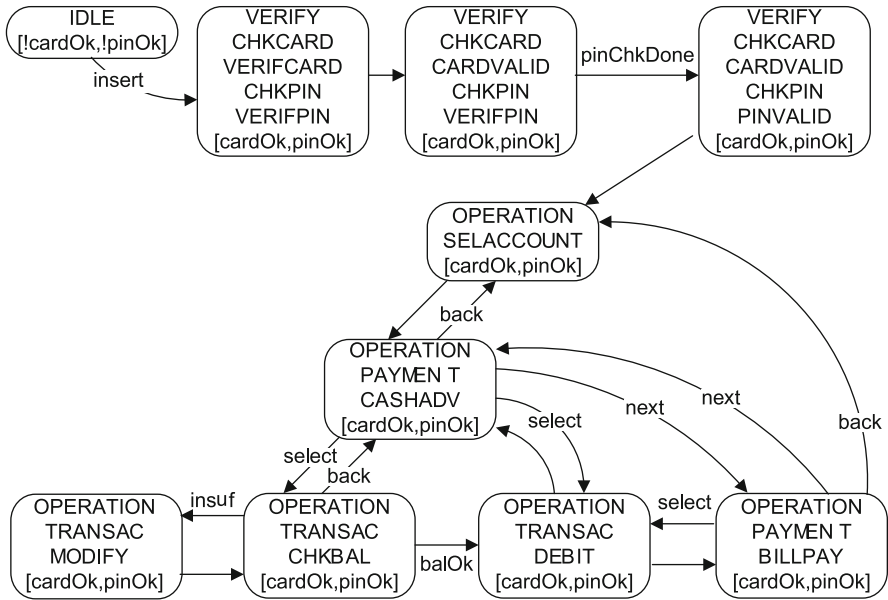 IDLE
[!cardOk,!pinOk]
insert
VERIFY
CHKCARD
VERIFCARD
CHKPIN
VERIFPIN
[cardOk,pinOk]
VERIFY
CHKCARD
CARDVALID
CHKPIN
VERIFPIN
[cardOk,pinOk]
pinChkDone
VERIFY
CHKCARD
CARDVALID
CHKPIN
PINVALID
[cardOk,pinOk]
OPERATION
SELACCOUNT
[cardOk,pinOk]
back
OPERATION
PAYMEN T
CASHADV
[cardOk,pinOk]
select
back
select
next
next
back
insuf
OPERATION
TRANSAC
MODIFY
[cardOk,pinOk]
OPERATION
TRANSAC
CHKBAL
[cardOk,pinOk]
balOk
OPERATION
TRANSAC
DEBIT
[cardOk,pinOk]
select
OPERATION
PAYMEN T
BILLPAY
[cardOk,pinOk]